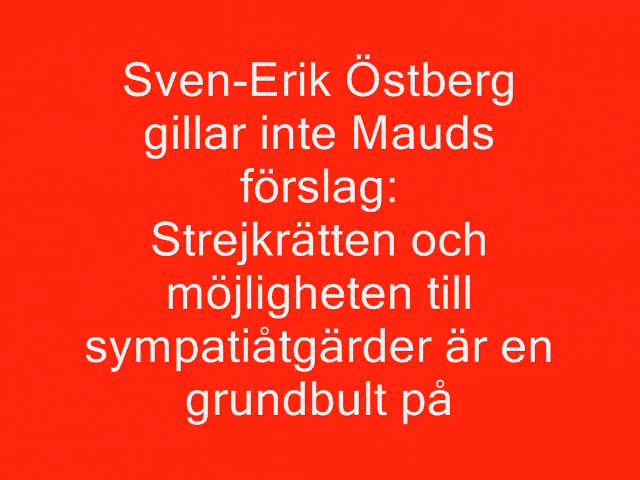 Sven-Erik Östberg
gillar inte Mauds
förslag:
Strejkrätten och
möjligheten till
sympatiåtgärder är en
grundbult på